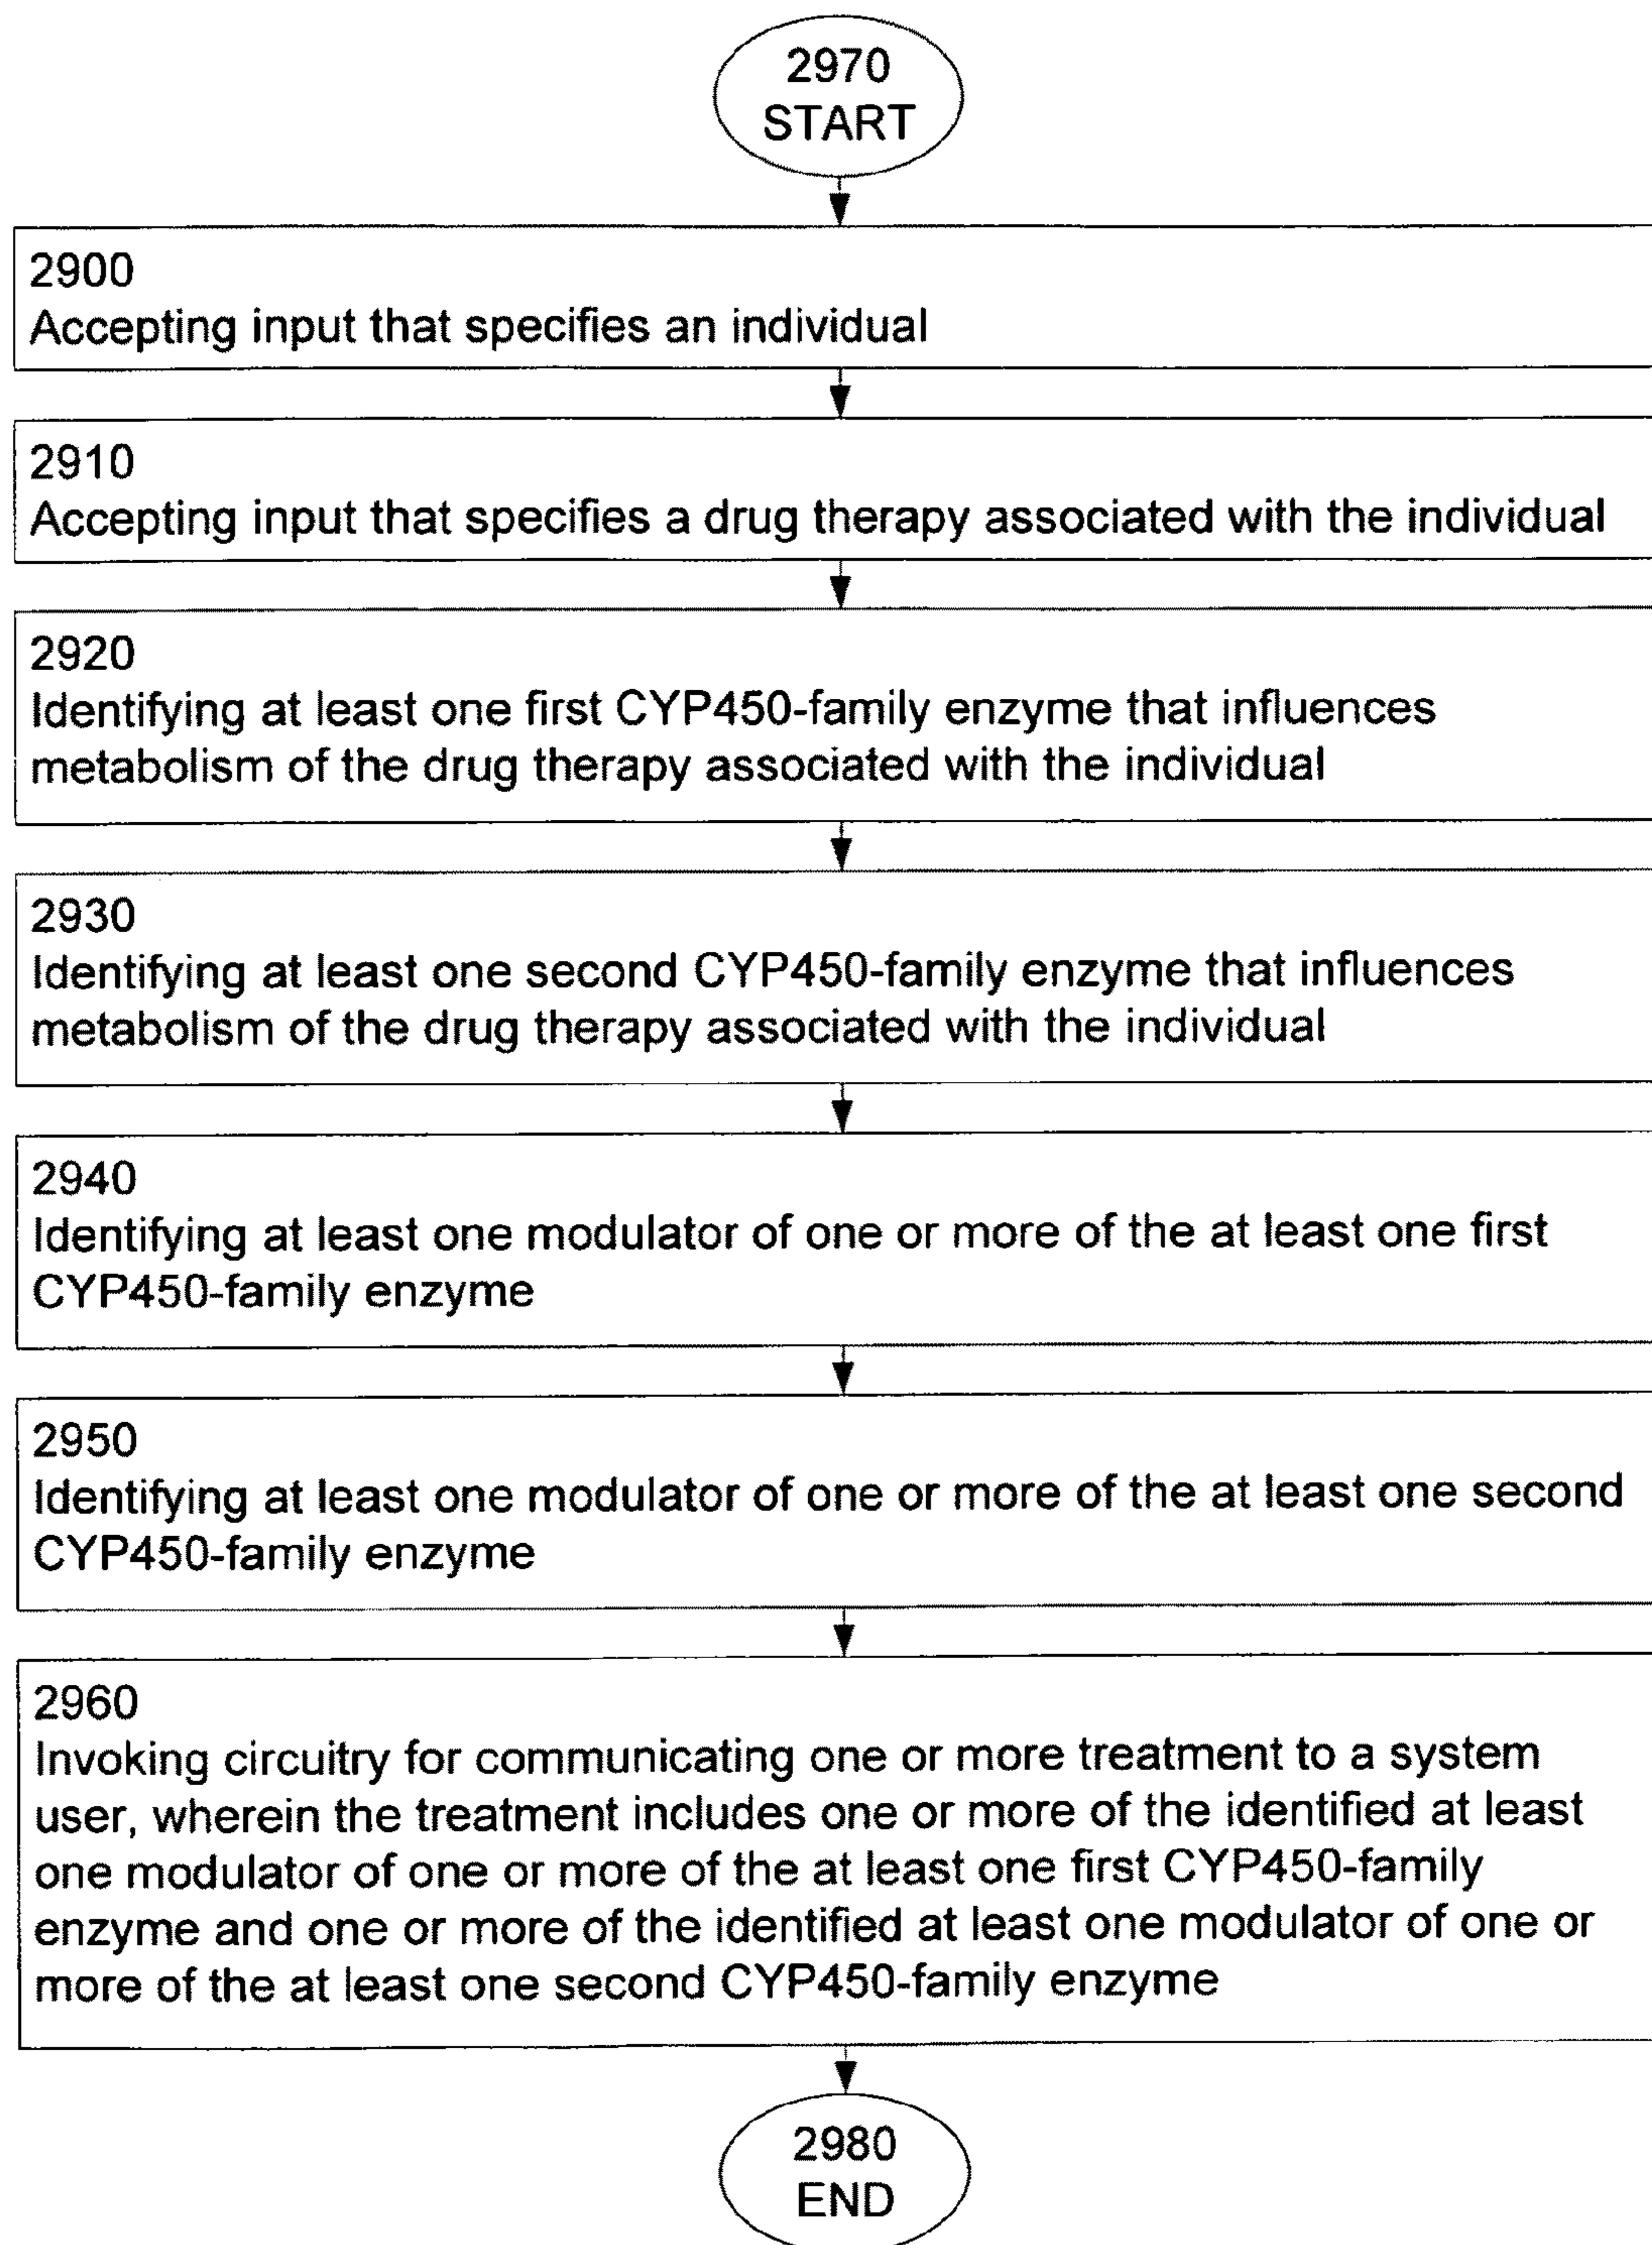 2970
START
2900
Accepting input that specifies an individual
2910
Accepting input that specifies a drug therapy associated with the individual
2920
Identifying at least one first CYP450-family enzyme that influences
metabolism of the drug therapy associated with the individual
2930
Identifying at least one second CYP450-family enzyme that influences
metabolism of the drug therapy associated with the individual
2940
Identifying at least one modulator of one or more of the at least one first
CYP450-family enzyme
2950
Identifying at least one modulator of one or more of the at least one second
CYP450-family enzyme
2960
Invoking circuitry for communicating one or more treatment to a system
user, wherein the treatment includes one or more of the identified at least
one modulator of one or more of the at least one first CYP450-family
enzyme and one or more of the identified at least one modulator of one or
more of the at least one second CYP450-family enzyme
2980
END